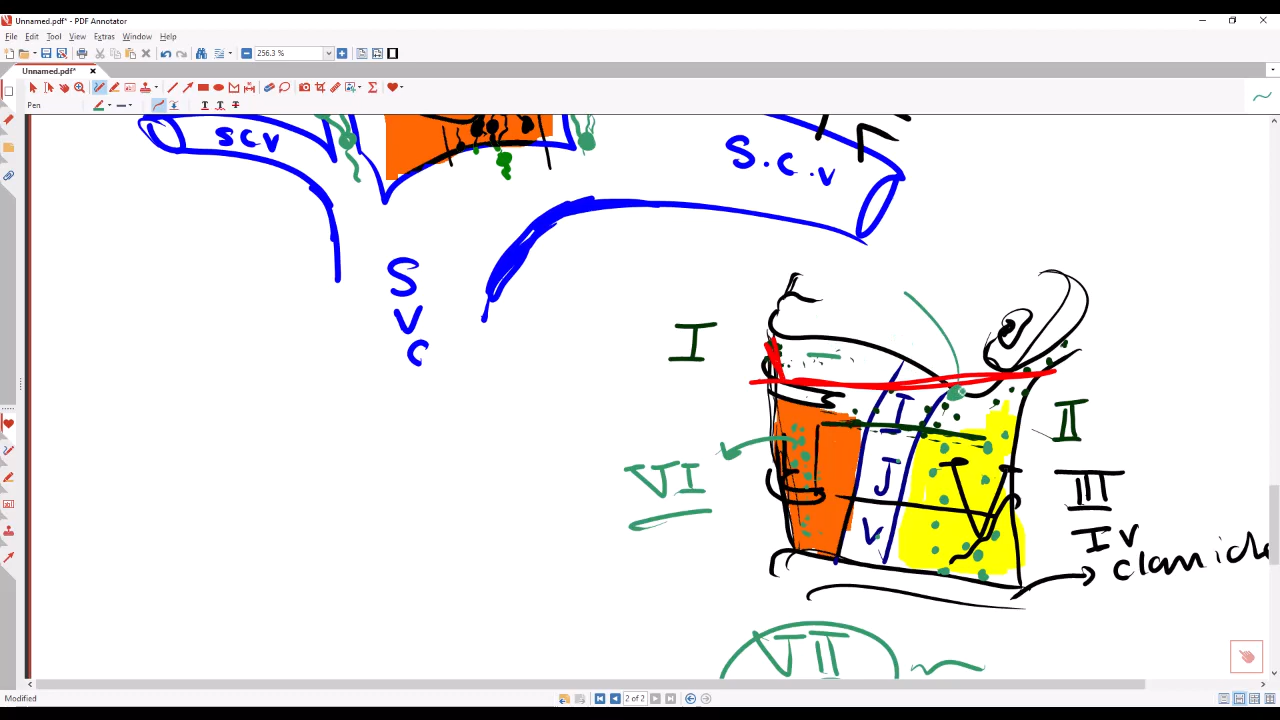 Unnamed.pdf* - PDF Annotator
File Edit Tool View Extras Window Help
256.3 %
Unnamed.pdf*
Pen
SCV
S.C.V
S
V
C
I
I
J
V
II
III
IV
V
VI
clavicle
VII
Modified
2 of 2